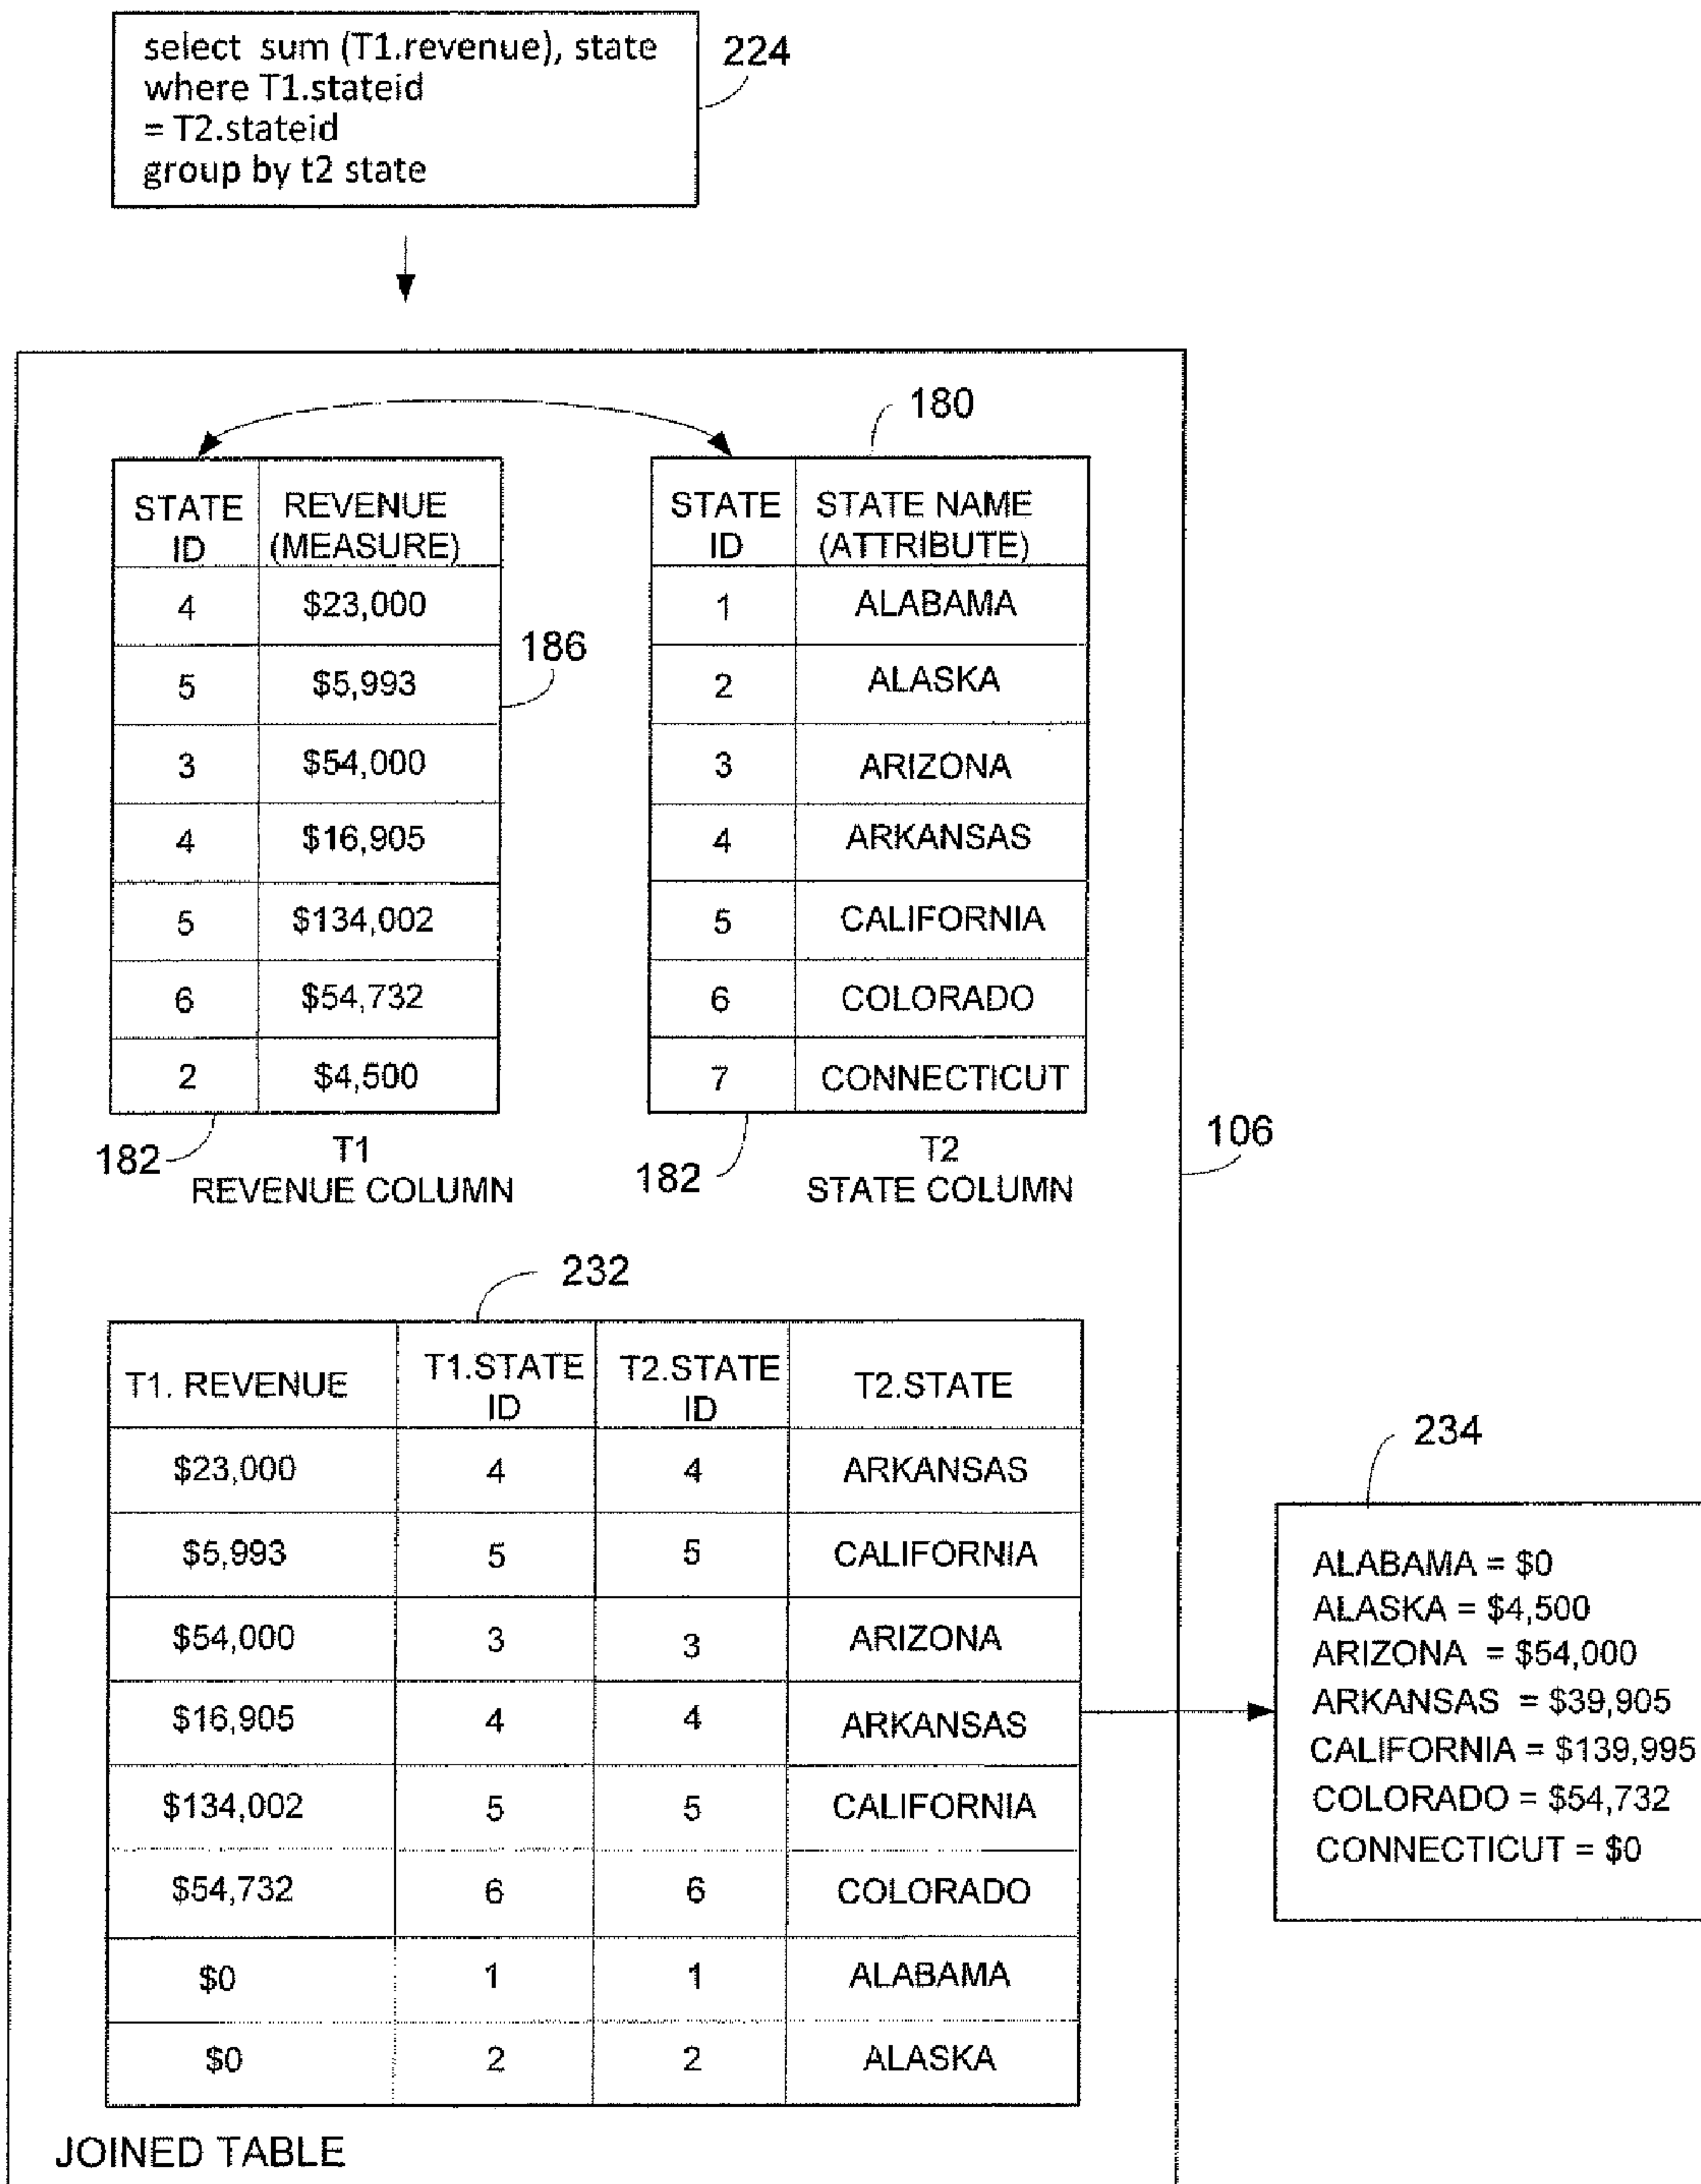 select sum (T1.revenue), state
where T1.stateid
= T2.stateid
group by t2 state
224
180
STATE ID REVENUE (MEASURE)
4 $23,000
5 $5,993
3 $54,000
4 $16,905
5 $134,002
6 $54,732
2 $4,500
186
182
T1
REVENUE COLUMN
STATE ID STATE NAME (ATTRIBUTE)
1 ALABAMA
2 ALASKA
3 ARIZONA
4 ARKANSAS
5 CALIFORNIA
6 COLORADO
7 CONNECTICUT
182
T2
STATE COLUMN
106
232
T1. REVENUE T1.STATE ID T2.STATE ID T2.STATE
$23,000 4 4 ARKANSAS
$5,993 5 5 CALIFORNIA
$54,000 3 3 ARIZONA
$16,905 4 4 ARKANSAS
$134,002 5 5 CALIFORNIA
$54,732 6 6 COLORADO
$0 1 1 ALABAMA
$0 2 2 ALASKA
JOINED TABLE
234
ALABAMA = $0
ALASKA = $4,500
ARIZONA = $54,000
ARKANSAS = $39,905
CALIFORNIA = $139,995
COLORADO = $54,732
CONNECTICUT = $0